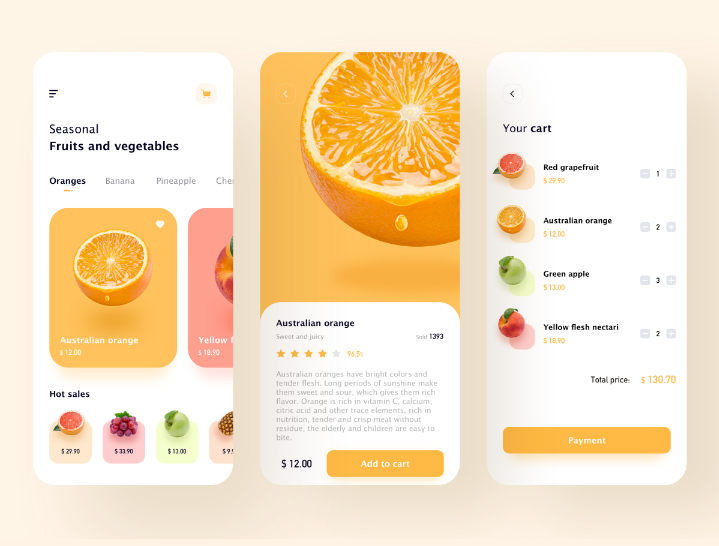 Seasonal
Fruits and vegetables
Oranges Banana Pineapple Cher
Australian orange
$ 12.00
Yellow f
$ 18.90
Hot sales
$ 29.90 $ 33.90 $ 13.00 $ 9.9
Australian orange
Sweet and juicy
Sold 1393
96.5%
Australian oranges have bright colors and
tender flesh. Long periods of sunshine make
them sweet and sour, which gives them rich
flavor. Orange is rich in vitamin C, calcium,
citric acid and other trace elements, rich in
nutrition, tender and crisp meat without
residue, the elderly and children are easy to
bite.
$ 12.00
Add to cart
Your cart
Red grapefruit
$ 29.90
1
Australian orange
$ 12.00
2
Green apple
$ 13.00
3
Yellow flesh nectari
$ 18.90
2
Total price: $ 130.70
Payment